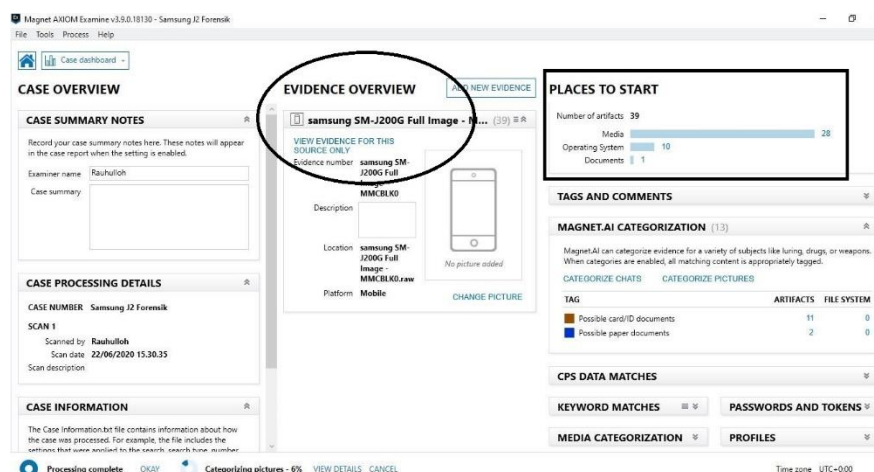 Magnet AXIOM Examine v3.9.0.18130 - Samsung J2 Forensik
File Tools Process Help
Case dashboard
CASE OVERVIEW
CASE SUMMARY NOTES
Record your case summary notes here. These notes will appear
in the case report when the setting is enabled.
Examiner name Rauhulloh
Case summary
CASE PROCESSING DETAILS
CASE NUMBER Samsung J2 Forensik
SCAN 1
Scanned by Rauhulloh
Scan date 22/06/2020 15.30.35
Scan description
CASE INFORMATION
The Case Information.txt file contains information about how
the case was processed. For example, the file includes the
settings that were applied to the search, search type, number
EVIDENCE OVERVIEW
ADD NEW EVIDENCE
samsung SM-J200G Full Image - M... (39)
VIEW EVIDENCE FOR THIS
SOURCE ONLY
Evidence number samsung SM-
J200G Full
Image -
MMCBLK0
Description
Location samsung SM-
J200G Full
Image -
MMCBLK0.raw
Platform Mobile
No picture added
CHANGE PICTURE
PLACES TO START
Number of artifacts 39
Media 28
Operating System 10
Documents 1
TAGS AND COMMENTS
MAGNET.AI CATEGORIZATION (13)
Magnet.AI can categorize evidence for a variety of subjects like luring, drugs, or weapons.
When categories are enabled, all matching content is appropriately tagged.
CATEGORIZE CHATS CATEGORIZE PICTURES
TAG ARTIFACTS FILE SYSTEM
Possible card/ID documents 11 0
Possible paper documents 2 0
CPS DATA MATCHES
KEYWORD MATCHES PASSWORDS AND TOKENS
MEDIA CATEGORIZATION PROFILES
Processing complete OKAY Categorizing pictures - 6% VIEW DETAILS CANCEL Time zone UTC+0:00